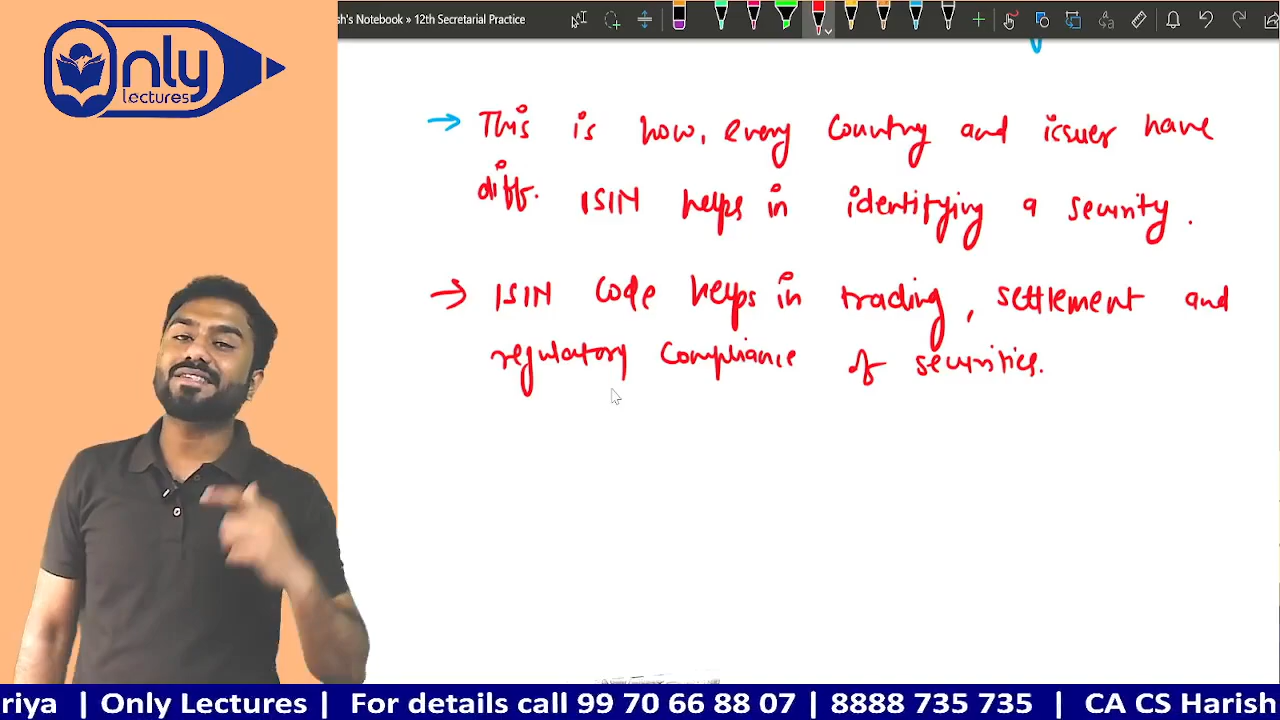 Only
lectures
sh's Notebook » 12th Secretarial Practice
→ This is how, every country and issuer have
diff. ISIN helps in identifying a security.
→ ISIN code helps in trading, settlement and
regulatory compliance of securities.
riya | Only Lectures | For details call 99 70 66 88 07 | 8888 735 735 | CA CS Harish